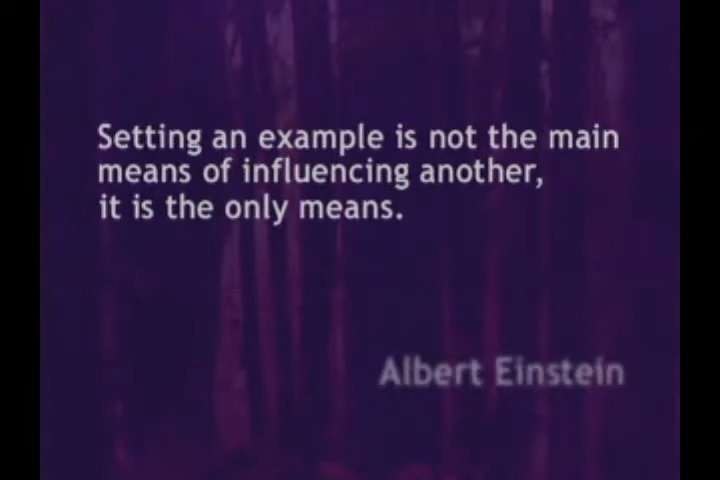 Setting an example is not the main
means of influencing another,
it is the only means.
Albert Einstein